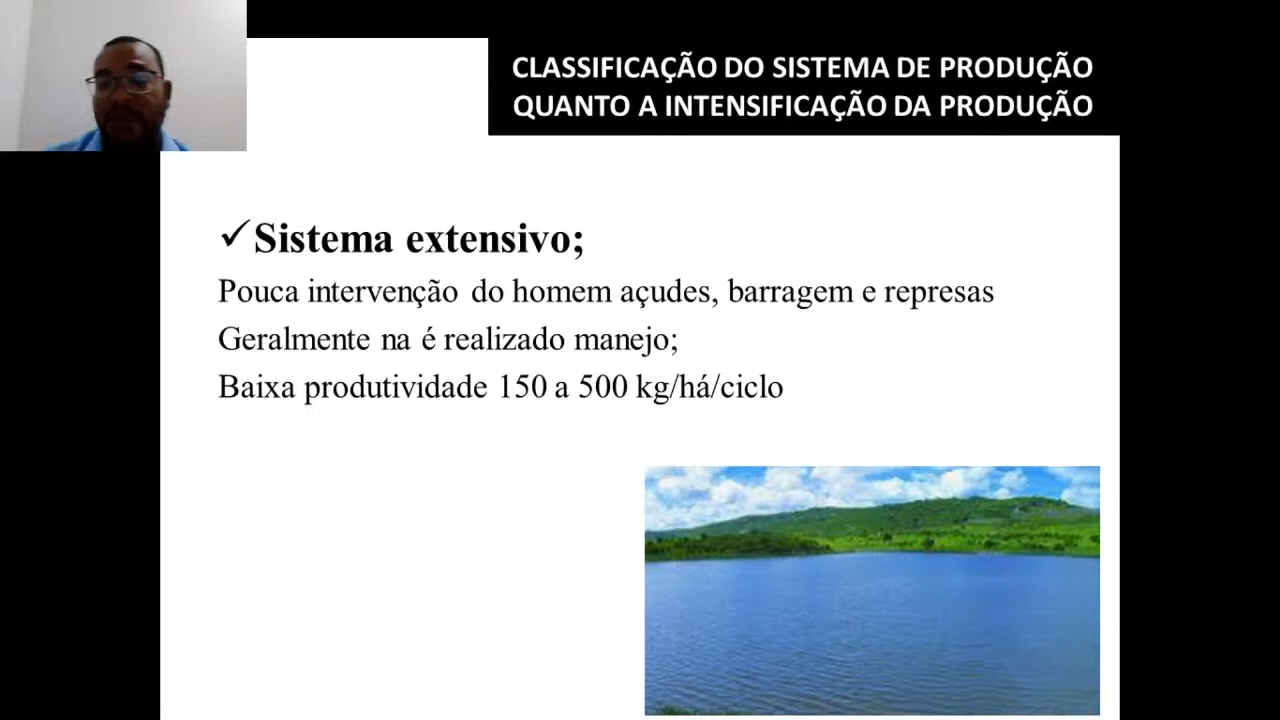 CLASSIFICAÇÃO DO SISTEMA DE PRODUÇÃO
QUANTO A INTENSIFICAÇÃO DA PRODUÇÃO
✓Sistema extensivo;
Pouca intervenção do homem açudes, barragem e represas
Geralmente na é realizado manejo;
Baixa produtividade 150 a 500 kg/há/ciclo